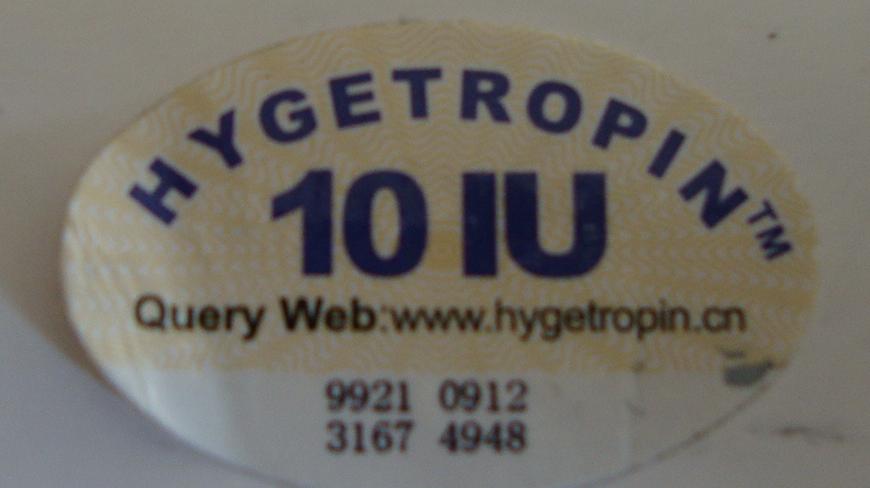 HYGETROPIN™
10 IU
Query Web:www.hygetropin.cn
9921 0912
3167 4948